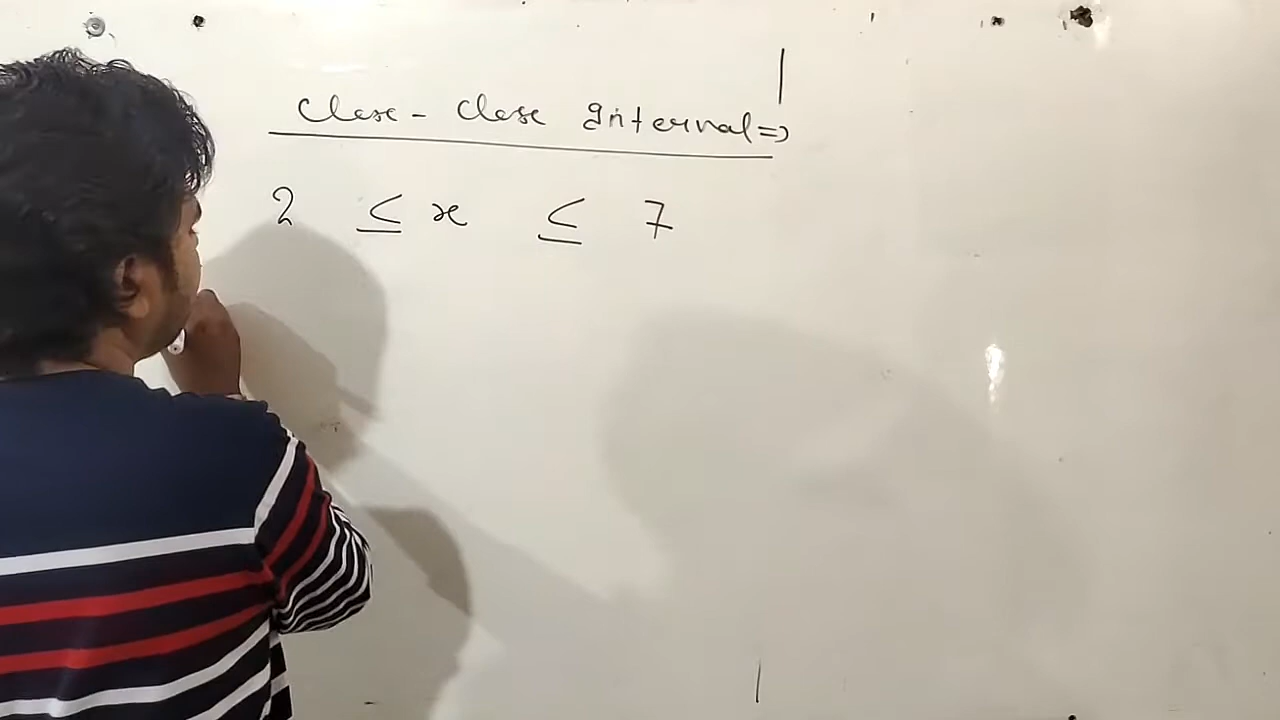 Close - Close Interval =>
2 ≤ x ≤ 7